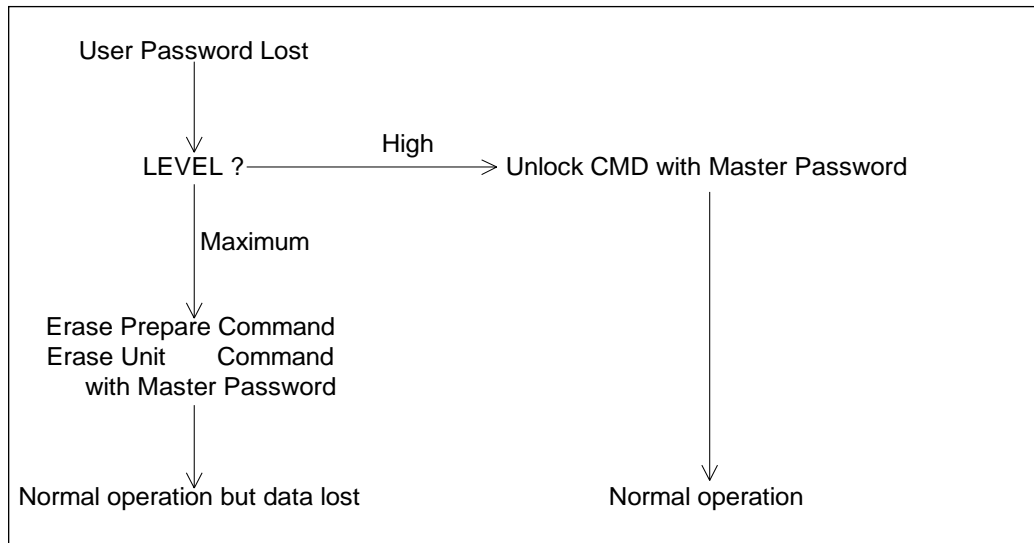 User Password Lost
High
LEVEL ?
Unlock CMD with Master Password
Maximum
Erase Prepare Command
Erase Unit Command
with Master Password
Normal operation but data lost
Normal operation